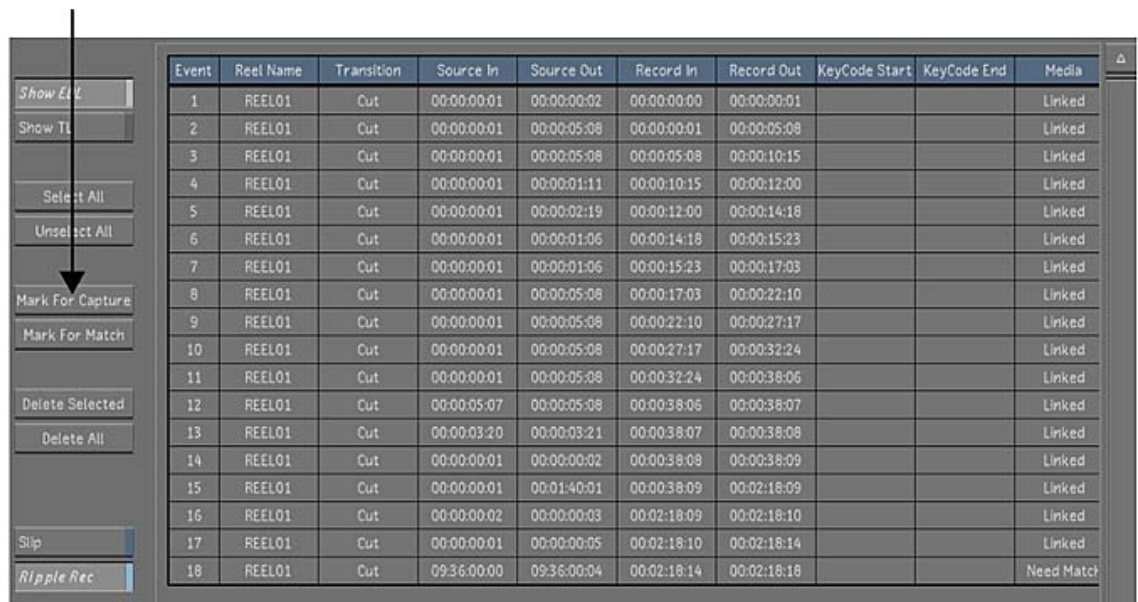 Show EDL
Show TL
Select All
Unselect All
Mark For Capture
Mark For Match
Delete Selected
Delete All
Slip
Ripple Rec
Event Reel Name Transition Source In Source Out Record In Record Out KeyCode Start KeyCode End Media
1 REEL01 Cut 00:00:00:01 00:00:00:02 00:00:00:00 00:00:00:01 Linked
2 REEL01 Cut 00:00:00:01 00:00:05:08 00:00:00:01 00:00:05:08 Linked
3 REEL01 Cut 00:00:00:01 00:00:05:08 00:00:05:08 00:00:10:15 Linked
4 REEL01 Cut 00:00:00:01 00:00:01:11 00:00:10:15 00:00:12:00 Linked
5 REEL01 Cut 00:00:00:01 00:00:02:19 00:00:12:00 00:00:14:18 Linked
6 REEL01 Cut 00:00:00:01 00:00:01:06 00:00:14:18 00:00:15:23 Linked
7 REEL01 Cut 00:00:00:01 00:00:01:06 00:00:15:23 00:00:17:03 Linked
8 REEL01 Cut 00:00:00:01 00:00:05:08 00:00:17:03 00:00:22:10 Linked
9 REEL01 Cut 00:00:00:01 00:00:05:08 00:00:22:10 00:00:27:17 Linked
10 REEL01 Cut 00:00:00:01 00:00:05:08 00:00:27:17 00:00:32:24 Linked
11 REEL01 Cut 00:00:00:01 00:00:05:08 00:00:32:24 00:00:38:06 Linked
12 REEL01 Cut 00:00:05:07 00:00:05:08 00:00:38:06 00:00:38:07 Linked
13 REEL01 Cut 00:00:03:20 00:00:03:21 00:00:38:07 00:00:38:08 Linked
14 REEL01 Cut 00:00:00:01 00:00:00:02 00:00:38:08 00:00:38:09 Linked
15 REEL01 Cut 00:00:00:01 00:01:40:01 00:00:38:09 00:02:18:09 Linked
16 REEL01 Cut 00:00:00:02 00:00:00:03 00:02:18:09 00:02:18:10 Linked
17 REEL01 Cut 00:00:00:01 00:00:00:05 00:02:18:10 00:02:18:14 Linked
18 REEL01 Cut 09:36:00:00 09:36:00:04 00:02:18:14 00:02:18:18 Need Match